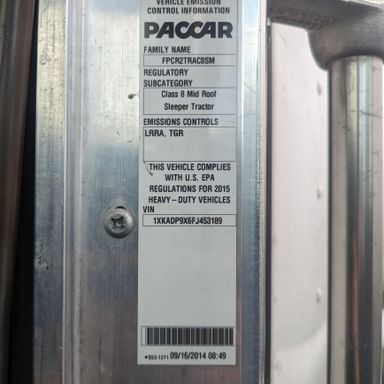 VEHICLE EMISSION
CONTROL INFORMATION
PACCAR
FAMILY NAME
FPCR2TRAC8SM
REGULATORY
SUBCATEGORY
Class 8 Mid Roof
Sleeper Tractor
EMISSIONS CONTROLS
LRRA, TGR
THIS VEHICLE COMPLIES
WITH U.S. EPA
REGULATIONS FOR 2015
HEAVY-DUTY VEHICLES
VIN
1XKADP9X6FJ453189
09/16/2014 08:49